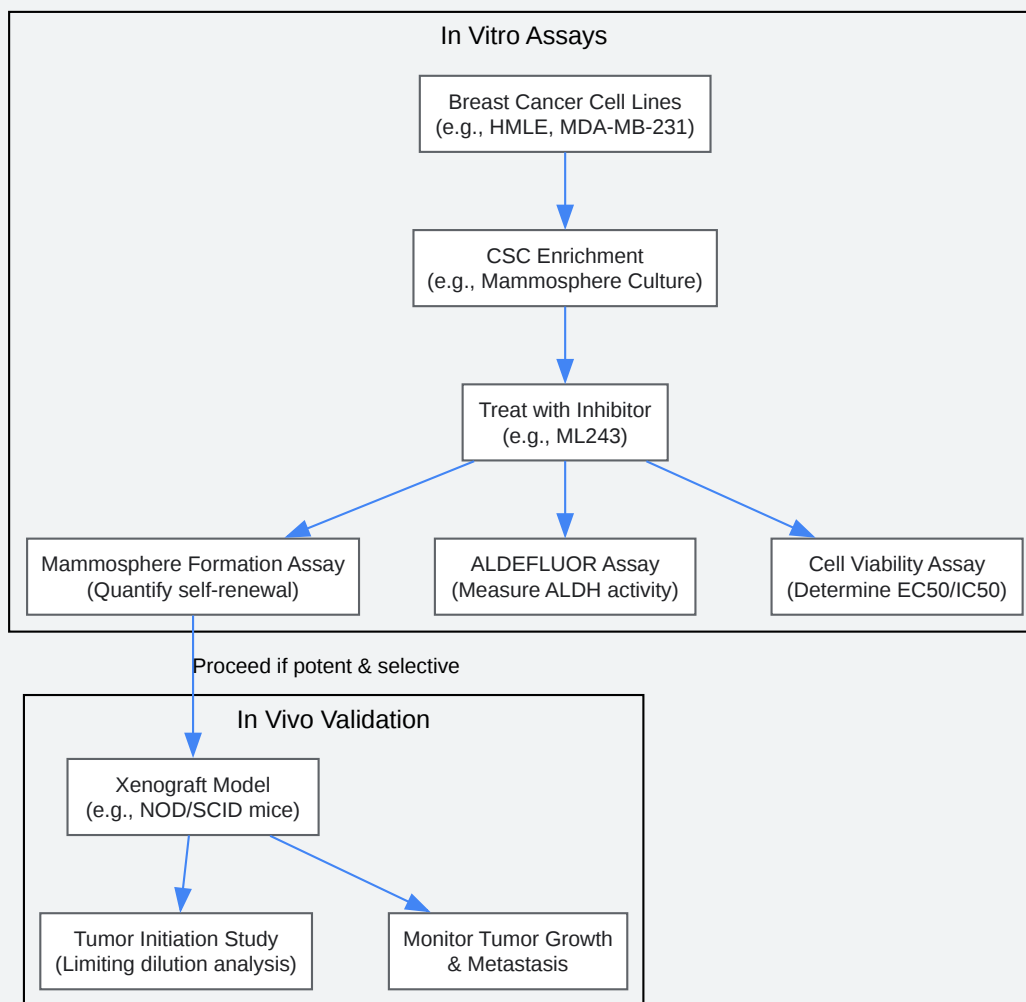 In Vitro Assays
Breast Cancer Cell Lines
(e.g., HMLE, MDA-MB-231)
CSC Enrichment
(e.g., Mammosphere Culture)
Treat with Inhibitor
(e.g., ML243)
Mammosphere Formation Assay
(Quantify self-renewal)
ALDEFLUOR Assay
(Measure ALDH activity)
Cell Viability Assay
(Determine EC50/IC50)
Proceed if potent & selective
In Vivo Validation
Xenograft Model
(e.g., NOD/SCID mice)
Tumor Initiation Study
(Limiting dilution analysis)
Monitor Tumor Growth
& Metastasis